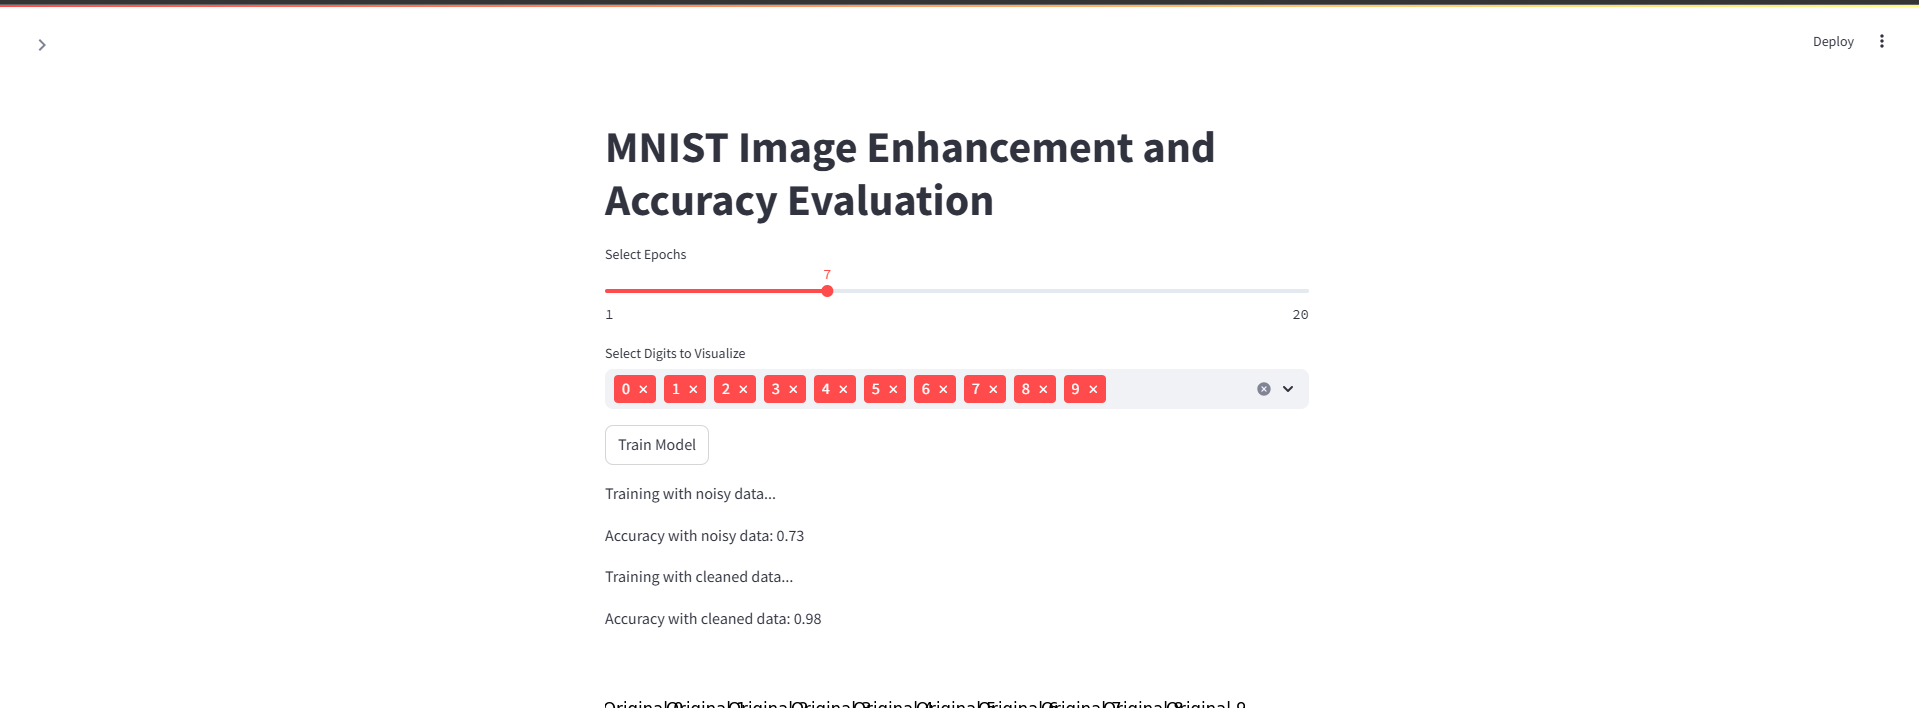 Deploy
MNIST Image Enhancement and
Accuracy Evaluation
Select Epochs
7
1 20
Select Digits to Visualize
0 1 2 3 4 5 6 7 8 9
Train Model
Training with noisy data...
Accuracy with noisy data: 0.73
Training with cleaned data...
Accuracy with cleaned data: 0.98